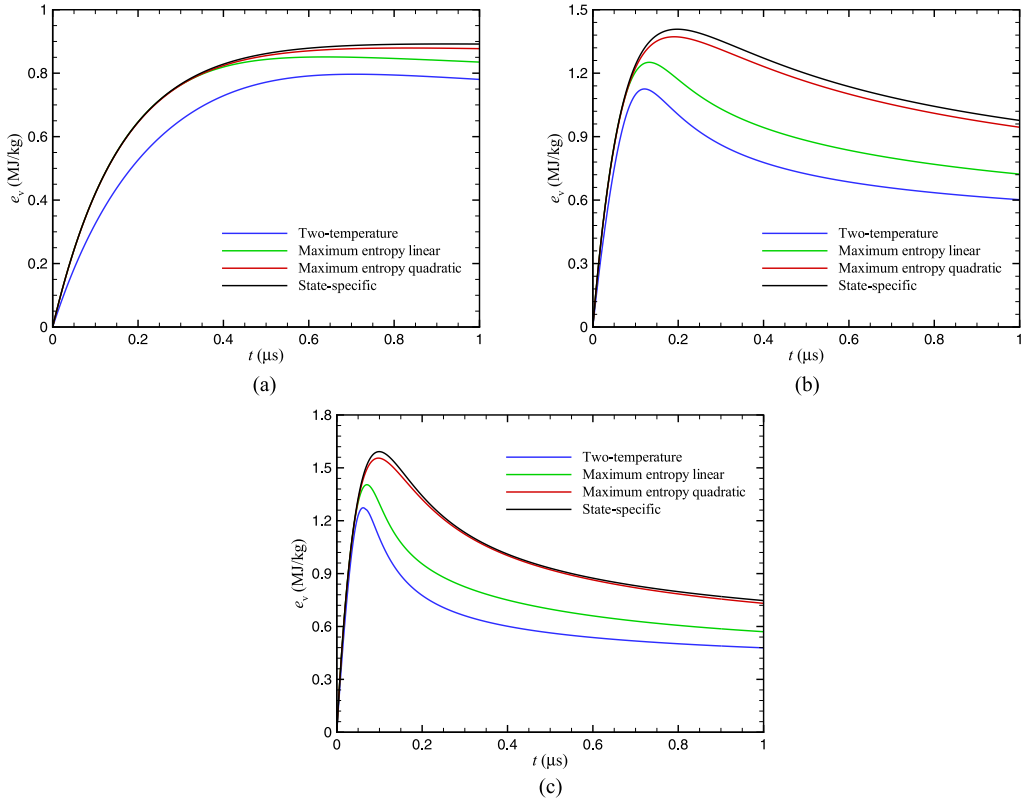 1
0.8
0.6
0.4
0.2
0
e_v (MJ/kg)
Two-temperature
Maximum entropy linear
Maximum entropy quadratic
State-specific
0 0.2 0.4 0.6 0.8 1
t (μs)
(a)
1.5
1.2
0.9
0.6
0.3
0
e_v (MJ/kg)
Two-temperature
Maximum entropy linear
Maximum entropy quadratic
State-specific
0 0.2 0.4 0.6 0.8 1
t (μs)
(b)
1.8
1.5
1.2
0.9
0.6
0.3
0
e_v (MJ/kg)
Two-temperature
Maximum entropy linear
Maximum entropy quadratic
State-specific
0 0.2 0.4 0.6 0.8 1
t (μs)
(c)